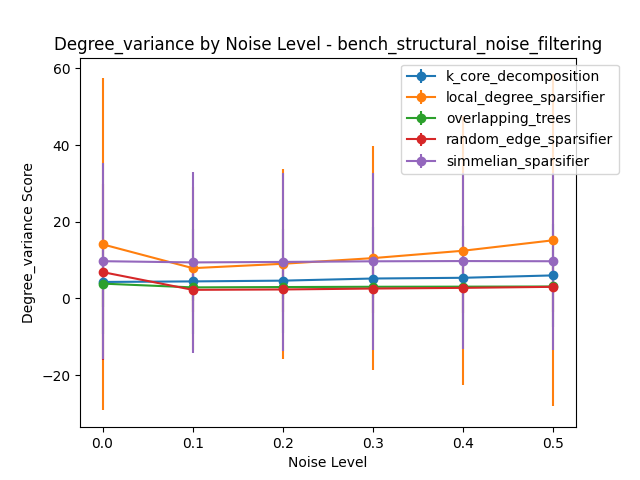 Degree_variance by Noise Level - bench_structural_noise_filtering
k_core_decomposition
local_degree_sparsifier
overlapping_trees
random_edge_sparsifier
simmelian_sparsifier
Degree_variance Score
60
40
20
0
−20
0.0 0.1 0.2 0.3 0.4 0.5
Noise Level